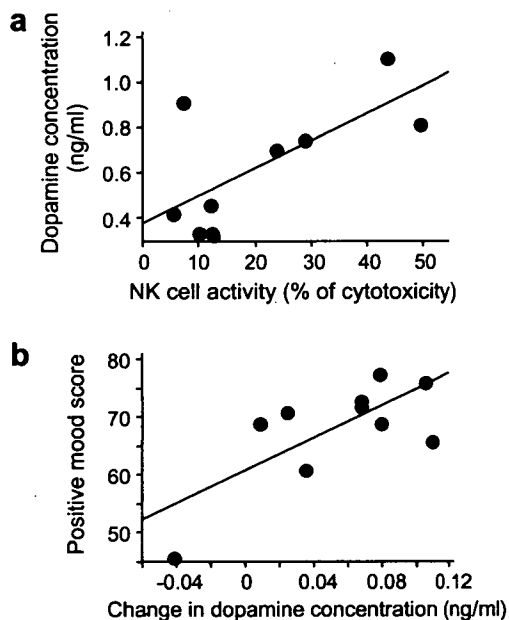 a
Dopamine concentration
(ng/ml)
1.2
1.0
0.8
0.6
0.4
0 10 20 30 40 50
NK cell activity (% of cytotoxicity)
b
Positive mood score
80
70
60
50
-0.04 0 0.04 0.08 0.12
Change in dopamine concentration (ng/ml)